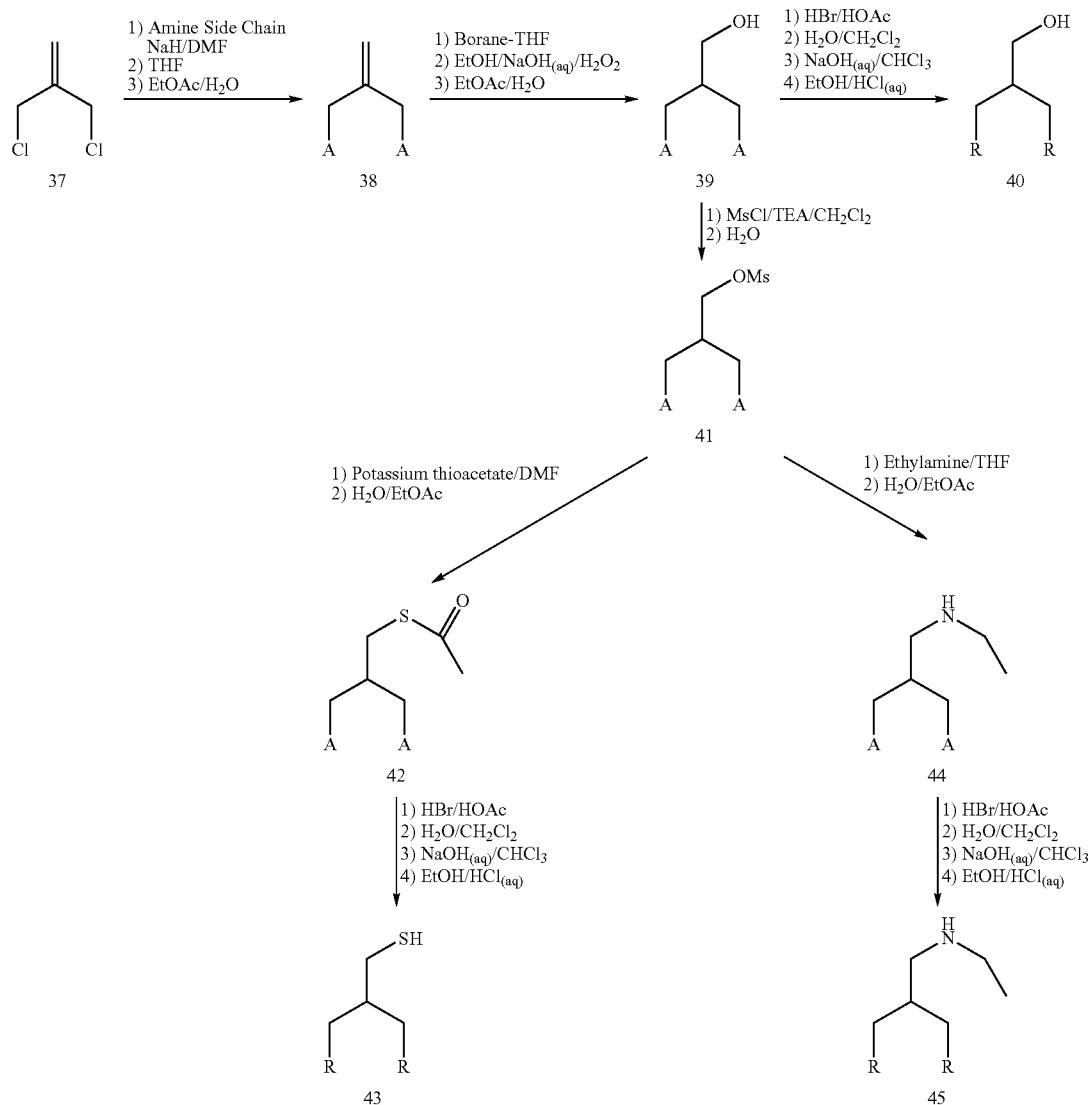 1) Amine Side Chain
NaH/DMF
2) THF
3) EtOAc/H2O
Cl
Cl
37
1) Borane-THF
2) EtOH/NaOH(aq)/H2O2
3) EtOAc/H2O
A
A
38
OH
A
A
39
1) HBr/HOAc
2) H2O/CH2Cl2
3) NaOH(aq)/CHCl3
4) EtOH/HCl(aq)
OH
R
R
40
1) MsCl/TEA/CH2Cl2
2) H2O
OMs
A
A
41
1) Potassium thioacetate/DMF
2) H2O/EtOAc
1) Ethylamine/THF
2) H2O/EtOAc
S
O
A
A
42
H
N
A
A
44
1) HBr/HOAc
2) H2O/CH2Cl2
3) NaOH(aq)/CHCl3
4) EtOH/HCl(aq)
1) HBr/HOAc
2) H2O/CH2Cl2
3) NaOH(aq)/CHCl3
4) EtOH/HCl(aq)
SH
R
R
43
H
N
R
R
45